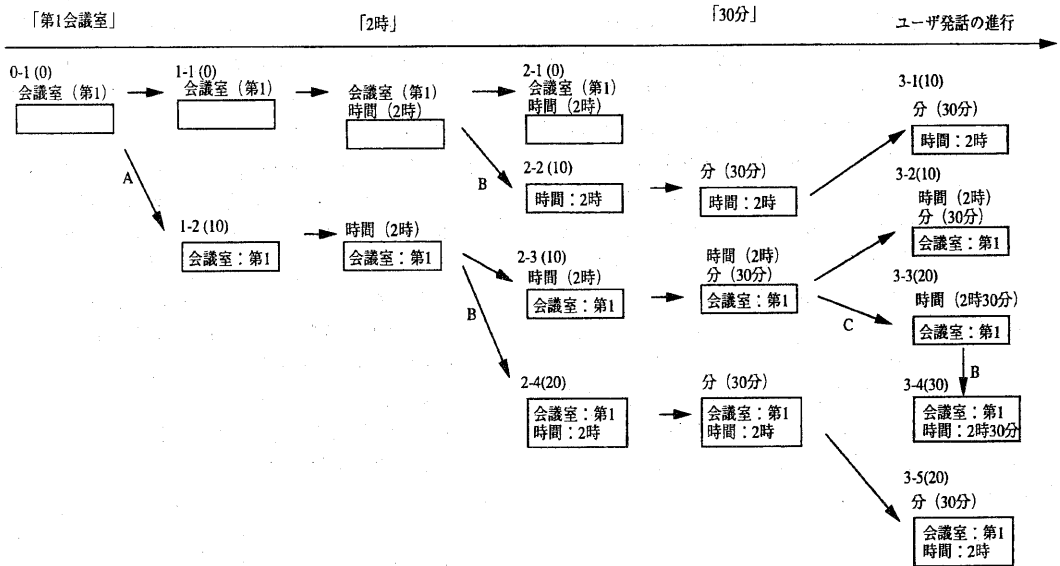 「第1会議室」
「2時」
「30分」
ユーザ発話の進行
0-1 (0)
会議室（第1）
1-1 (0)
会議室（第1）
会議室（第1）
時間（2時）
2-1 (0)
会議室（第1）
時間（2時）
3-1(10)
分（30分）
時間：2時
A
B
2-2 (10)
時間：2時
分（30分）
時間：2時
3-2(10)
時間（2時）
分（30分）
会議室：第1
1-2 (10)
会議室：第1
時間（2時）
会議室：第1
2-3 (10)
時間（2時）
会議室：第1
時間（2時）
分（30分）
会議室：第1
3-3(20)
時間（2時30分）
会議室：第1
B
C
B
2-4(20)
会議室：第1
時間：2時
分（30分）
会議室：第1
時間：2時
3-4(30)
会議室：第1
時間：2時30分
3-5(20)
分（30分）
会議室：第1
時間：2時